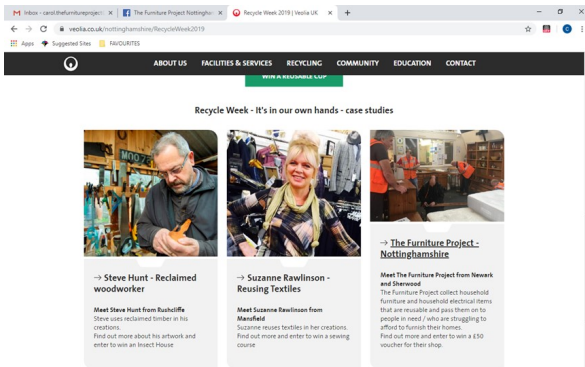 Inbox - carol.thefurnitureproject
The Furniture Project Nottingha
Recycle Week 2019 | Veolia UK
veolia.co.uk/nottinghamshire/RecycleWeek2019
Apps Suggested Sites FAVOURITES
ABOUT US FACILITIES & SERVICES RECYCLING COMMUNITY EDUCATION CONTACT
WIN A REUSABLE CUP
Recycle Week - It's in our own hands - case studies
→ Steve Hunt - Reclaimed
woodworker
Meet Steve Hunt from Rushcliffe
Steve uses reclaimed timber in his
creations.
Find out more about his artwork and
enter to win an Insect House
→ Suzanne Rawlinson -
Reusing Textiles
Meet Suzanne Rawlinson from
Mansfield
Suzanne reuses textiles in her creations.
Find out more and enter to win a sewing
course
→ The Furniture Project -
Nottinghamshire
Meet The Furniture Project from Newark
and Sherwood
The Furniture Project collect household
furniture and household electrical items
that are reusable and pass them on to
people in need / who are struggling to
afford to furnish their homes.
Find out more and enter to win a £50
voucher for their shop.